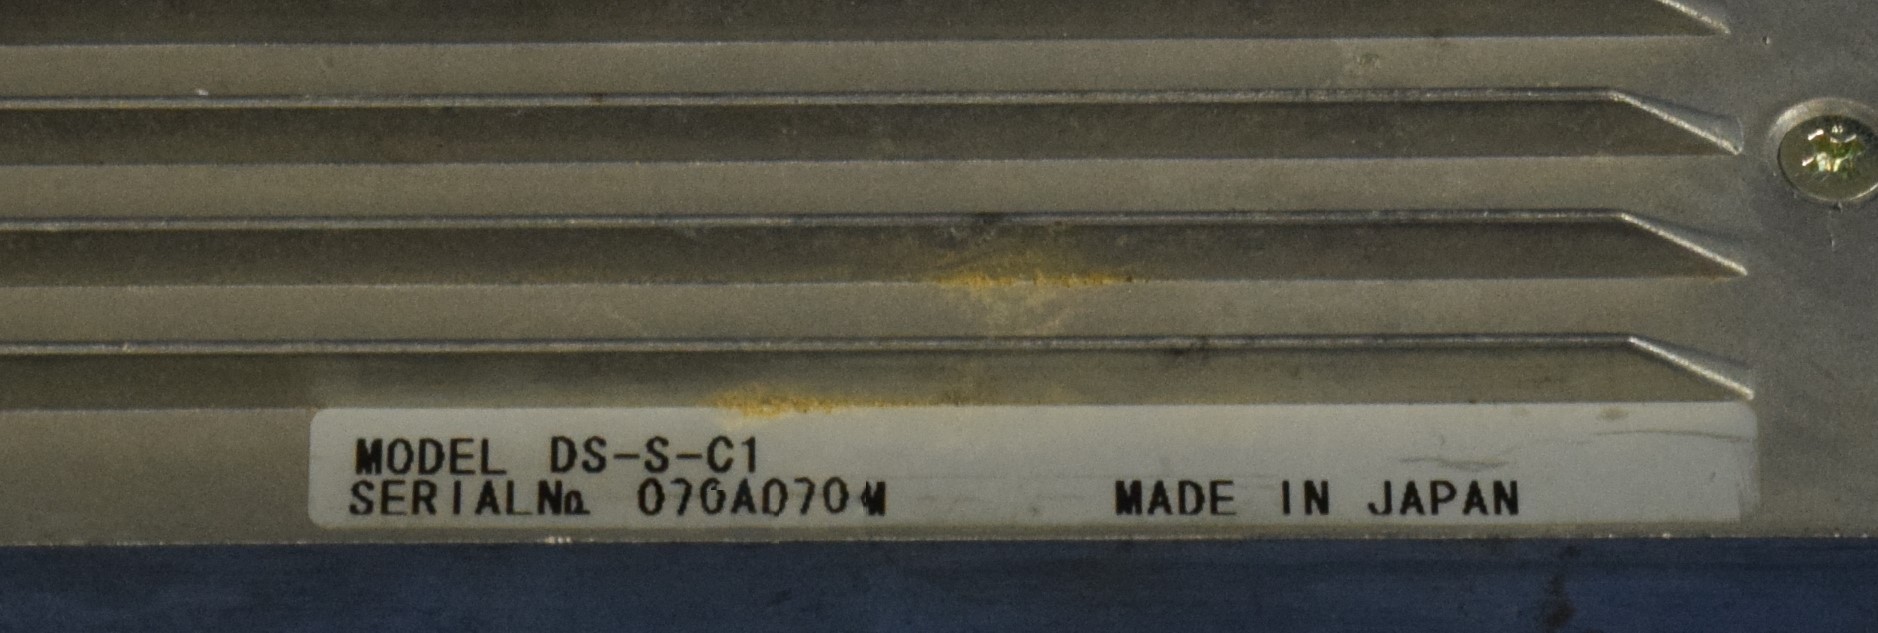 MODEL DS-S-C1
SERIAL№ 070A070M MADE IN JAPAN